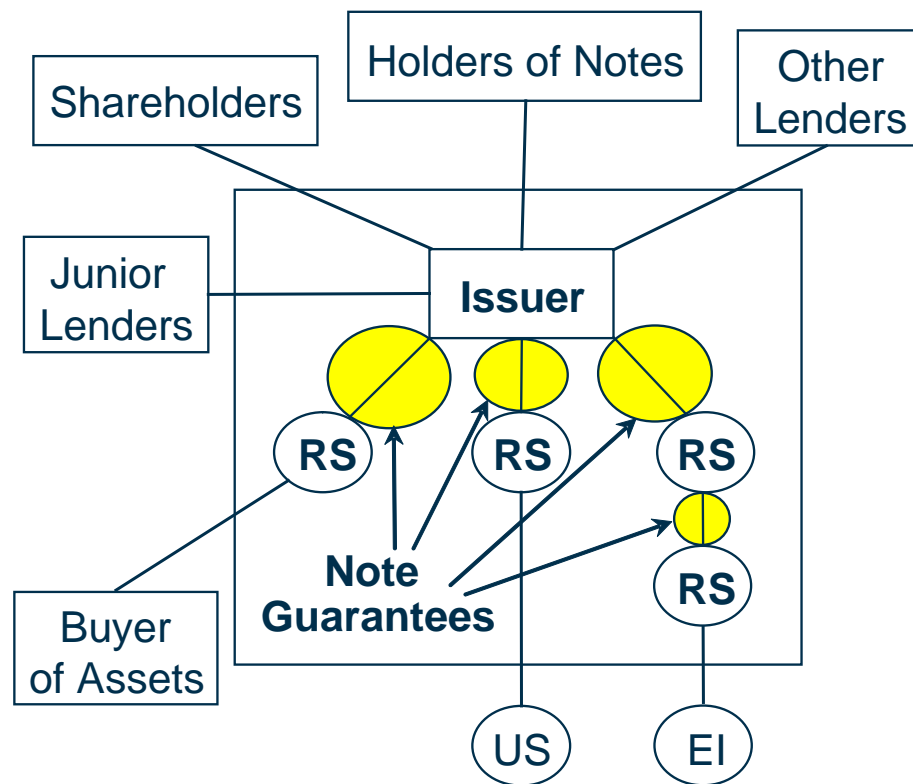 Holders of Notes
Shareholders
Other
Lenders
Junior
Lenders
Issuer
RS
RS
RS
Note
Guarantees
RS
Buyer
of Assets
US
EI